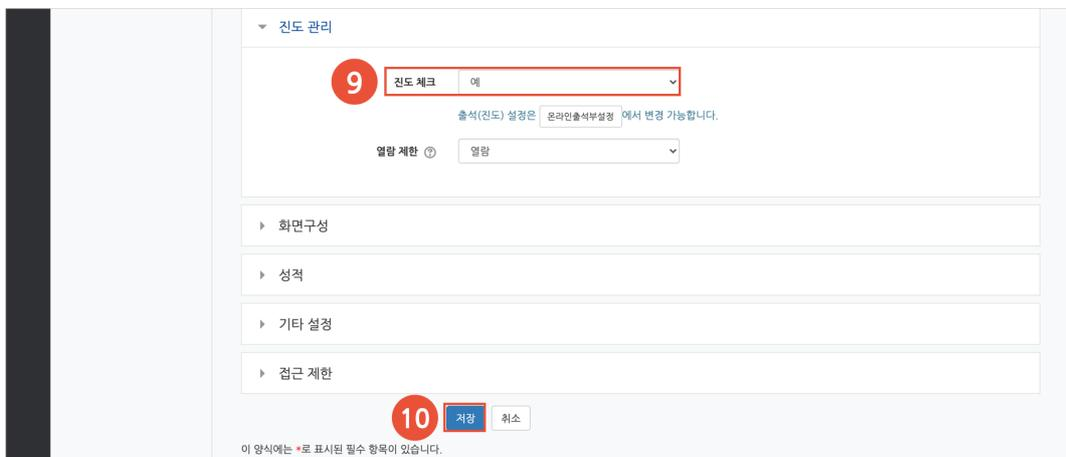 진도 관리
9 진도 체크 예
출석(진도) 설정은 온라인출석부설정 에서 변경 가능합니다.
열람 제한 ? 열람
화면구성
성적
기타 설정
접근 제한
10 저장 취소
이 양식에는 *로 표시된 필수 항목이 있습니다.